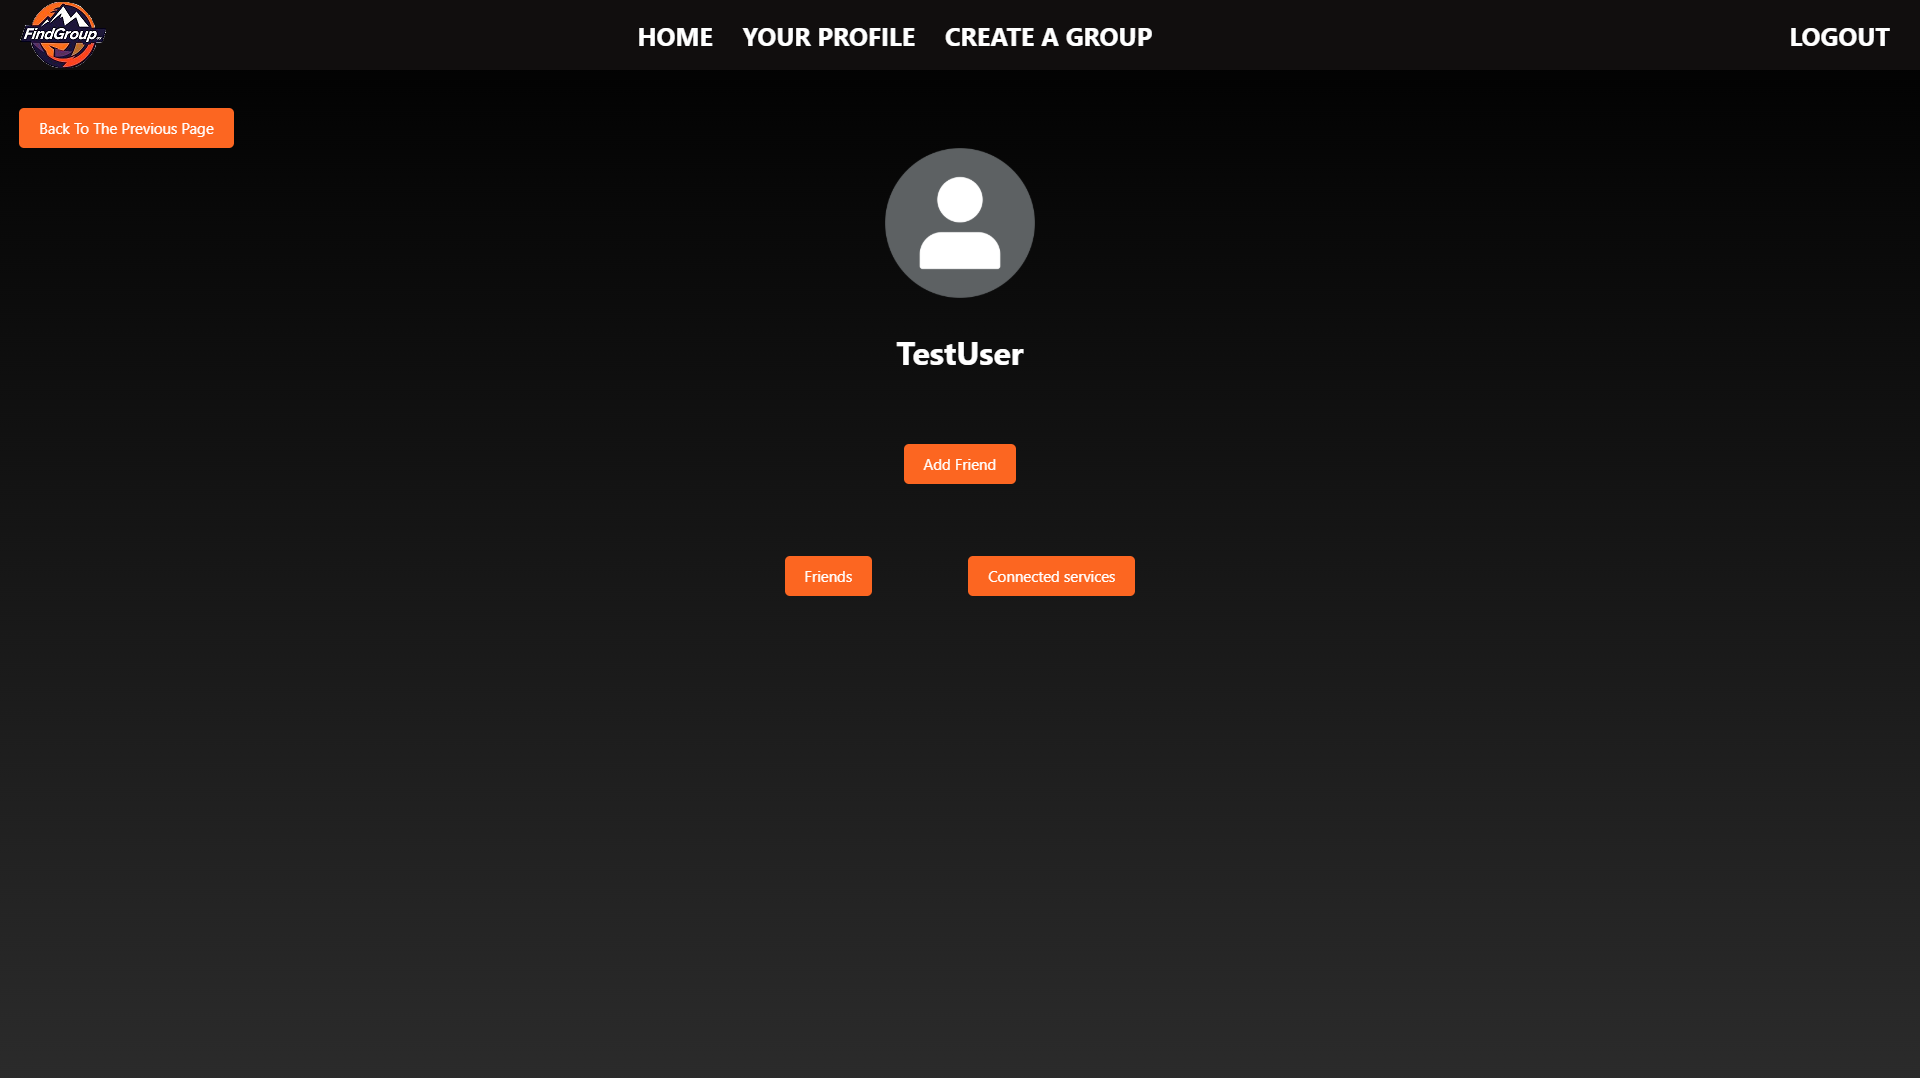 FindGroup
HOME YOUR PROFILE CREATE A GROUP LOGOUT
Back To The Previous Page
TestUser
Add Friend
Friends Connected services